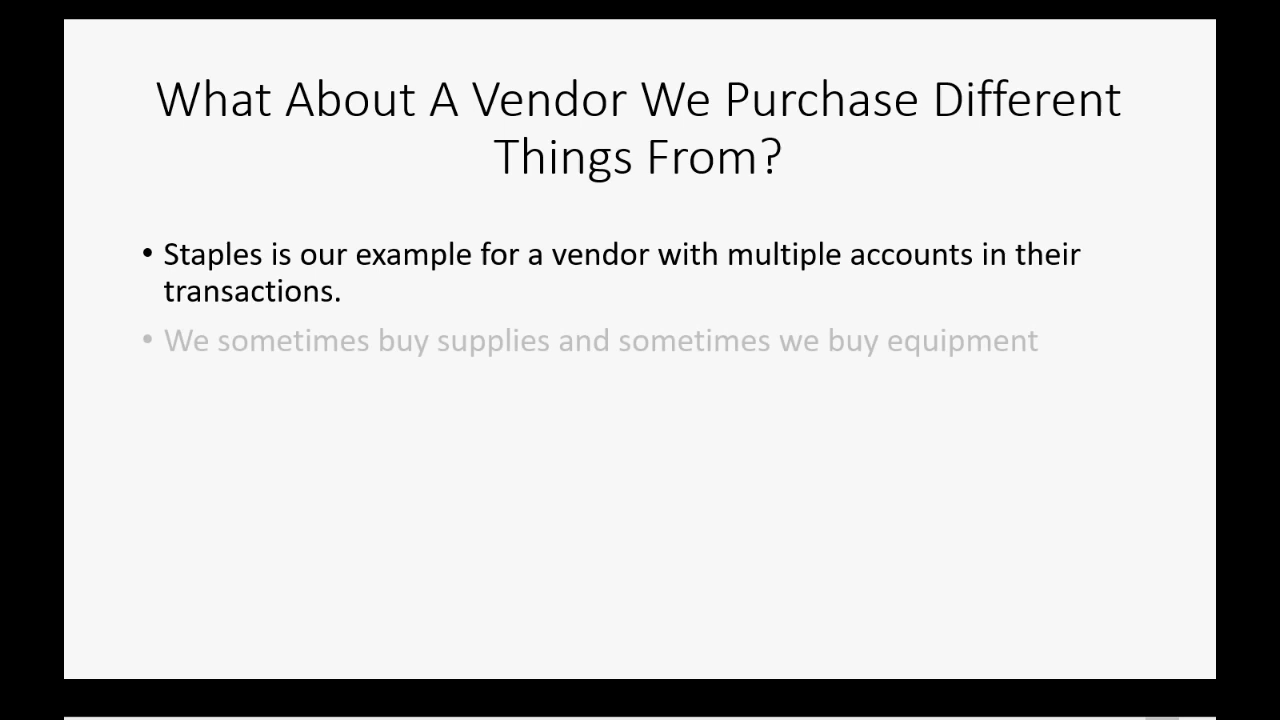 What About A Vendor We Purchase Different
Things From?
• Staples is our example for a vendor with multiple accounts in their
transactions.
• We sometimes buy supplies and sometimes we buy equipment